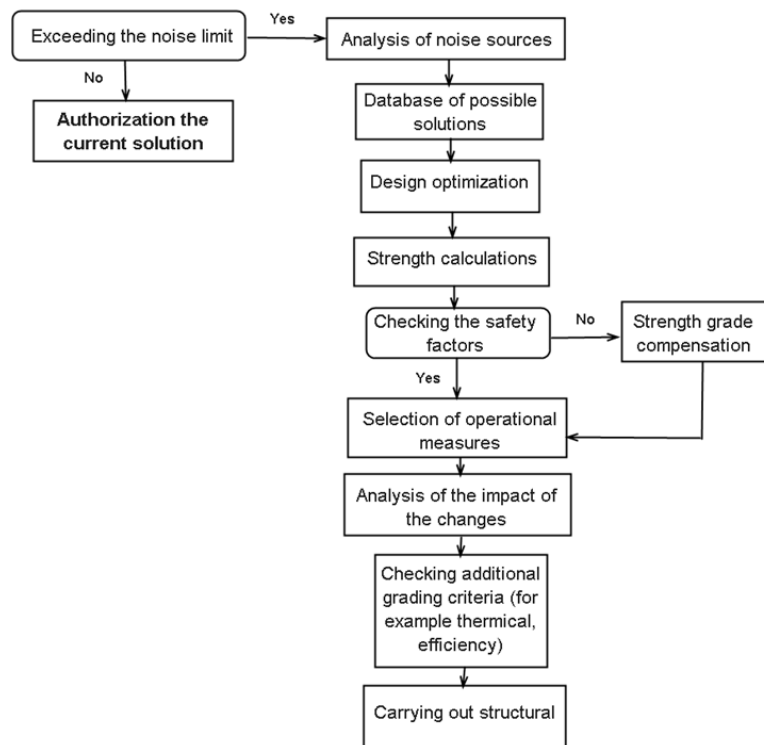 Exceeding the noise limit
Yes
Analysis of noise sources
No
Authorization the
current solution
Database of possible
solutions
Design optimization
Strength calculations
Checking the safety
factors
No
Strength grade
compensation
Yes
Selection of operational
measures
Analysis of the impact of
the changes
Checking additional
grading criteria (for
example thermical,
efficiency)
Carrying out structural